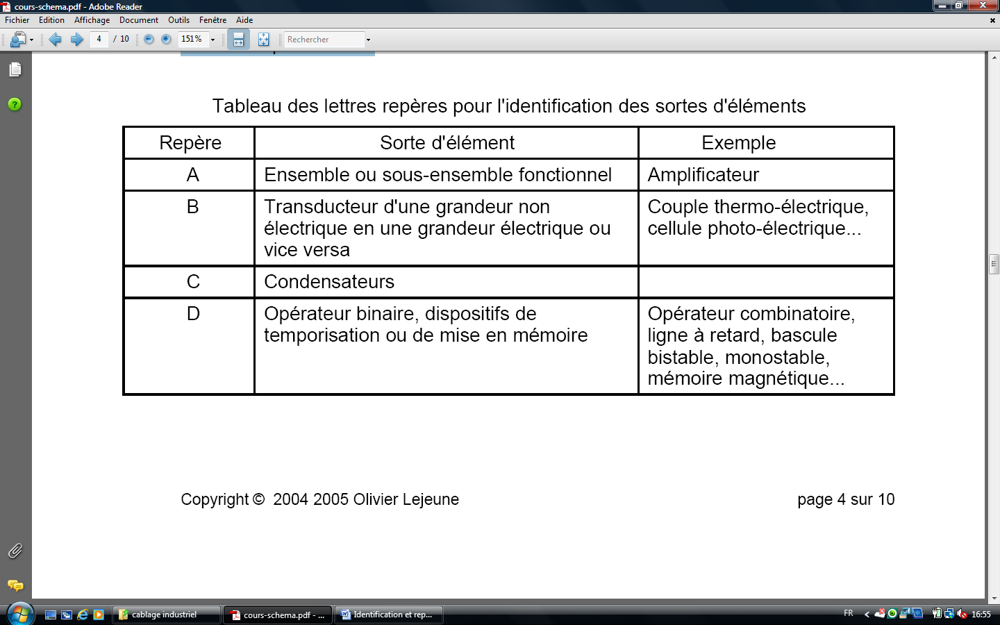 cours-schema.pdf - Adobe Reader
Fichier Edition Affichage Document Outils Fenêtre Aide
4 / 10 151% Rechercher
Tableau des lettres repères pour l'identification des sortes d'éléments
Repère Sorte d'élément Exemple
A Ensemble ou sous-ensemble fonctionnel Amplificateur
B Transducteur d'une grandeur non Couple thermo-électrique,
électrique en une grandeur électrique ou cellule photo-électrique...
vice versa
C Condensateurs
D Opérateur binaire, dispositifs de Opérateur combinatoire,
temporisation ou de mise en mémoire ligne à retard, bascule
bistable, monostable,
mémoire magnétique...
Copyright © 2004 2005 Olivier Lejeune page 4 sur 10
cablage industriel cours-schema.pdf - ... Identification et rep... FR 16:55